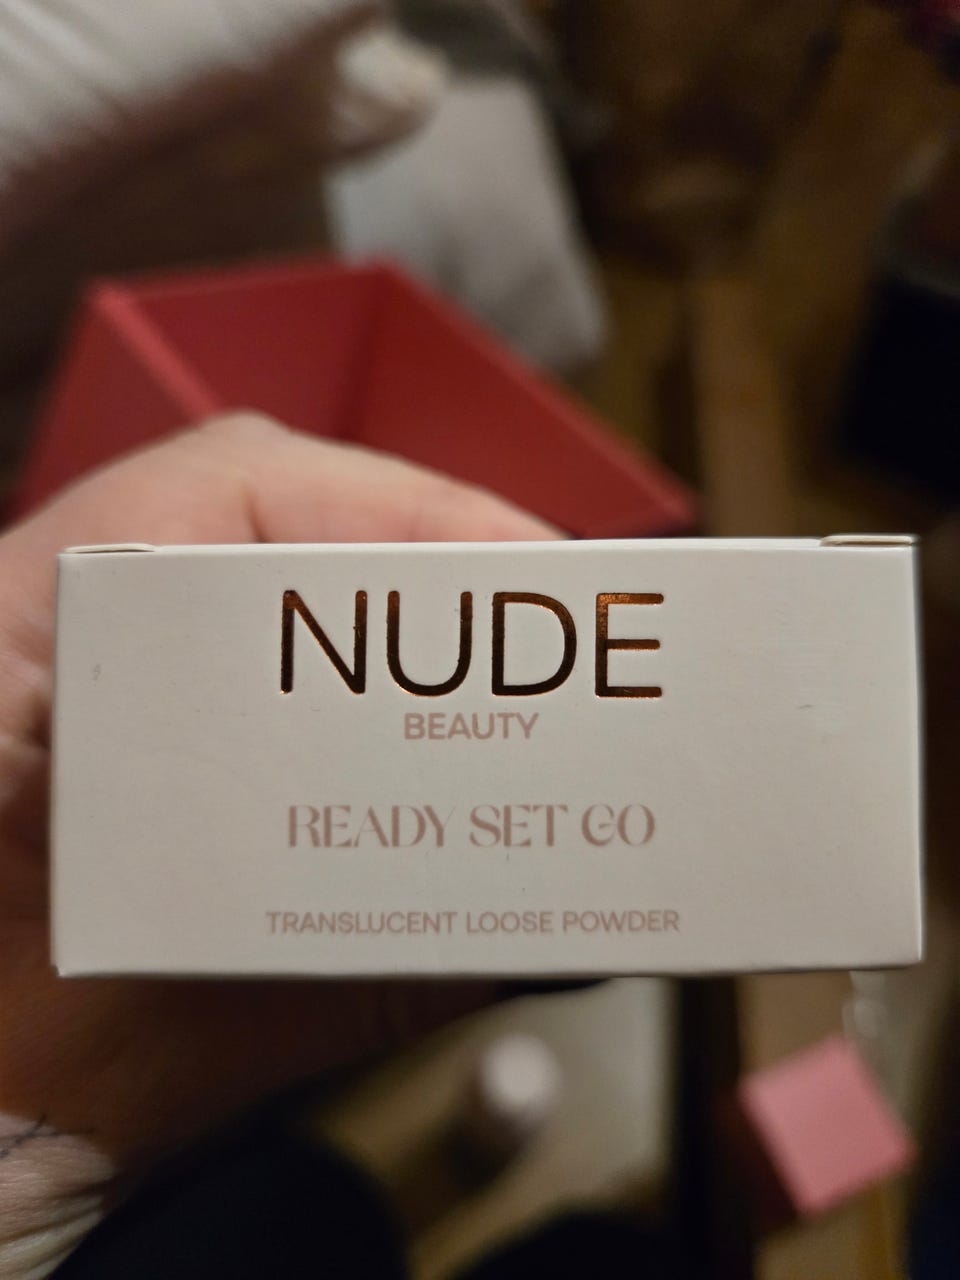 NUDE
BEAUTY
READY SET GO
TRANSLUCENT LOOSE POWDER